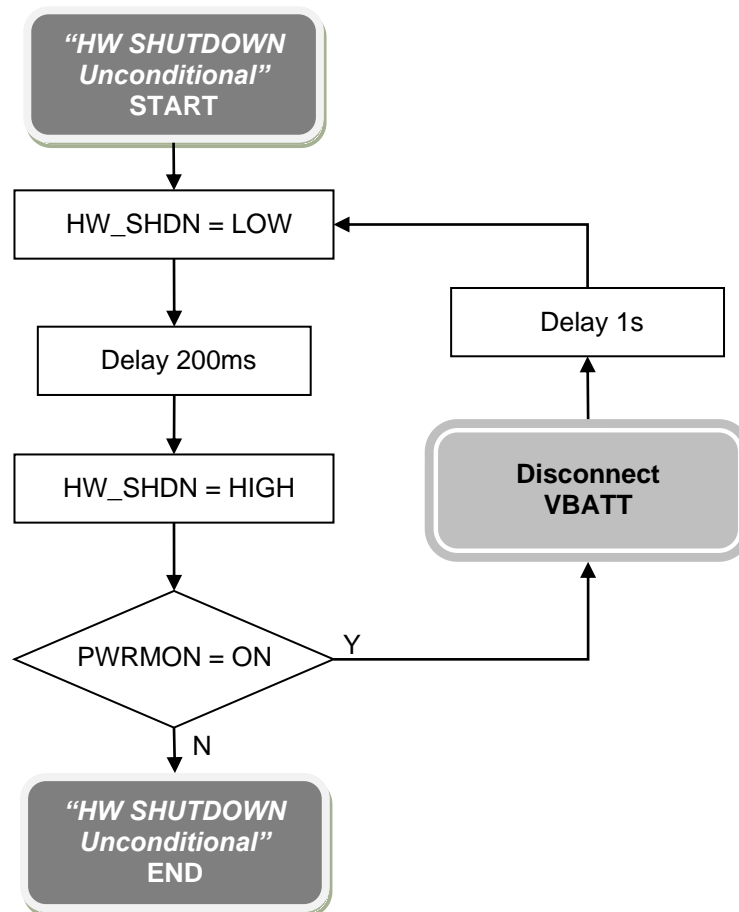 “HW SHUTDOWN
Unconditional”
START
HW_SHDN = LOW
Delay 200ms
HW_SHDN = HIGH
PWRMON = ON
Y
N
Delay 1s
Disconnect
VBATT
“HW SHUTDOWN
Unconditional”
END